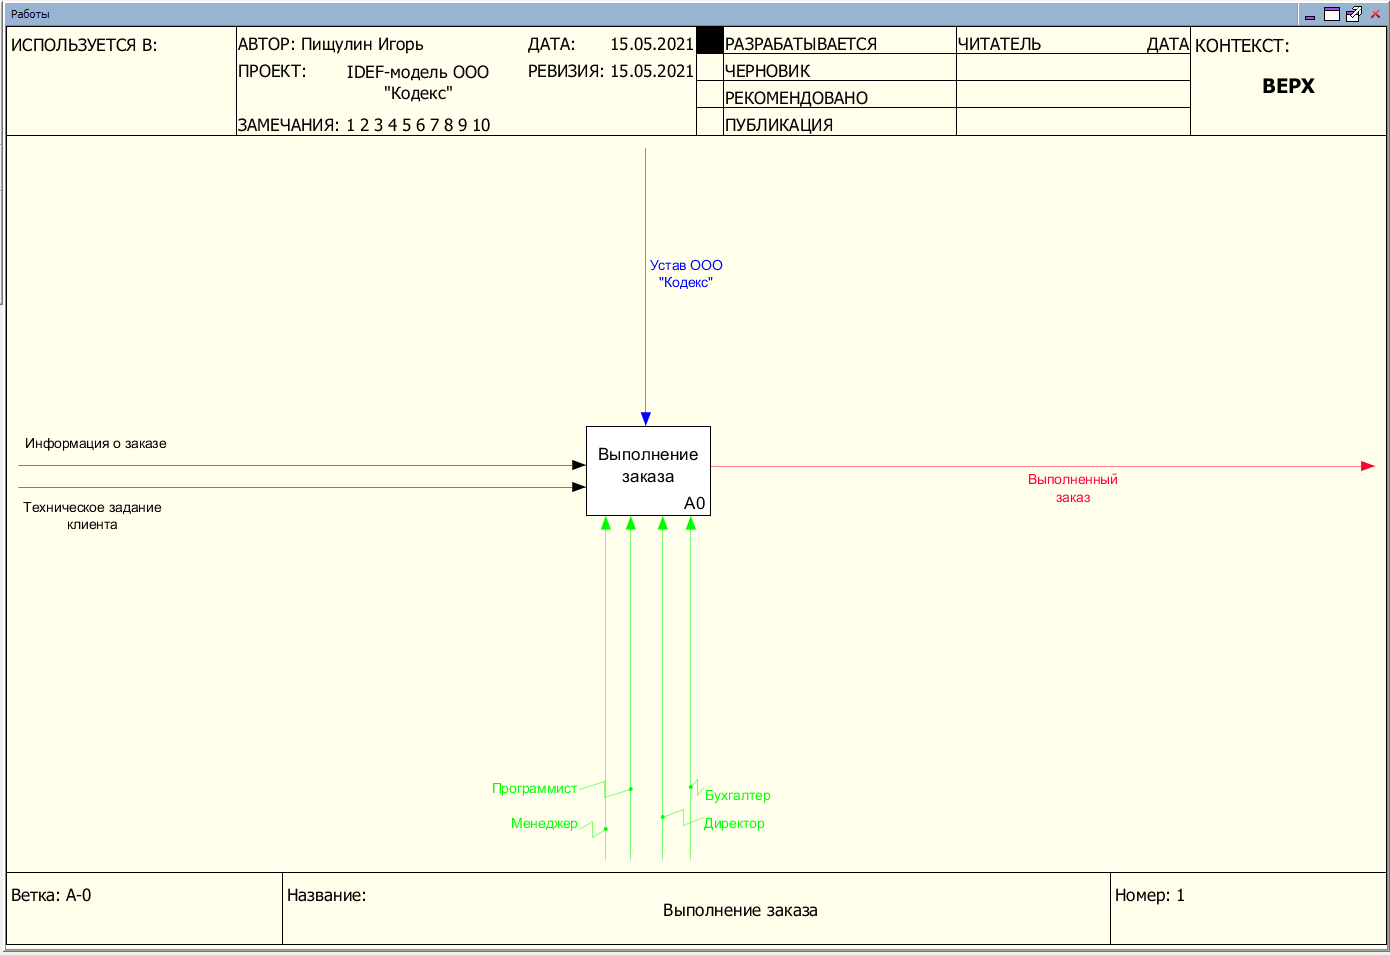 Работы
ИСПОЛЬЗУЕТСЯ В:
АВТОР: Пищулин Игорь
ДАТА: 15.05.2021
ПРОЕКТ: IDEF-модель ООО
"Кодекс"
РЕВИЗИЯ: 15.05.2021
ЗАМЕЧАНИЯ: 1 2 3 4 5 6 7 8 9 10
РАЗРАБАТЫВАЕТСЯ
ЧЕРНОВИК
РЕКОМЕНДОВАНО
ПУБЛИКАЦИЯ
ЧИТАТЕЛЬ ДАТА
КОНТЕКСТ:
ВЕРХ
Устав ООО
"Кодекс"
Информация о заказе
Техническое задание
клиента
Выполнение
заказа
A0
Выполненный
заказ
Программист
Менеджер
Бухгалтер
Директор
Ветка: A-0
Название:
Выполнение заказа
Номер: 1